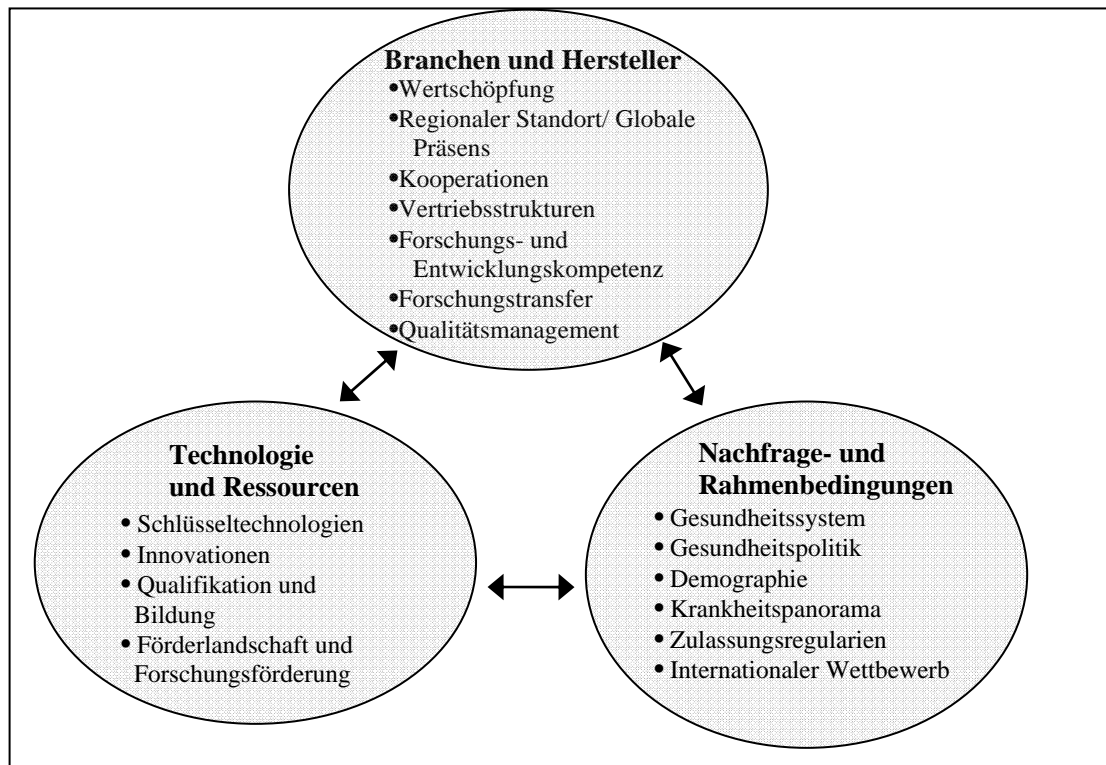 Branchen und Hersteller
•Wertschöpfung
•Regionaler Standort/ Globale
Präsens
•Kooperationen
•Vertriebsstrukturen
•Forschungs- und
Entwicklungskompetenz
•Forschungstransfer
•Qualitätsmanagement
Technologie
und Ressourcen
• Schlüsseltechnologien
• Innovationen
• Qualifikation und
Bildung
• Förderlandschaft und
Forschungsförderung
Nachfrage- und
Rahmenbedingungen
• Gesundheitssystem
• Gesundheitspolitik
• Demographie
• Krankheitspanorama
• Zulassungsregularien
• Internationaler Wettbewerb